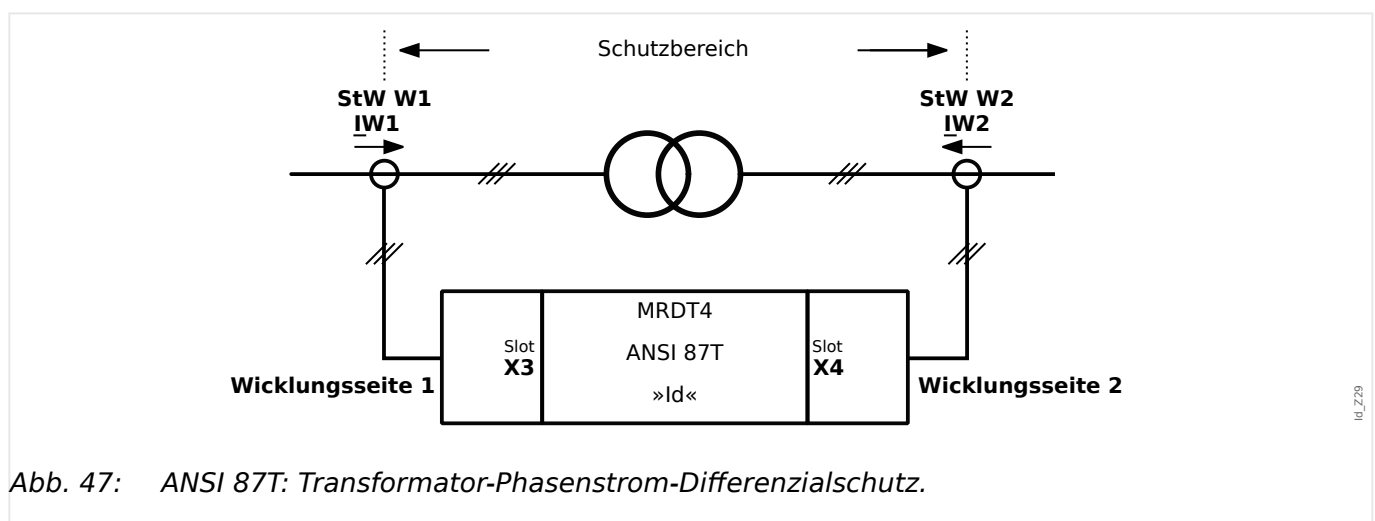 Schutzbereich
StW W1
IW1
StW W2
IW2
MRDT4
Slot
X3
ANSI 87T
Slot
X4
»Id«
Wicklungsseite 1
Wicklungsseite 2
Id_Z29
Abb. 47: ANSI 87T: Transformator-Phasenstrom-Differenzialschutz.